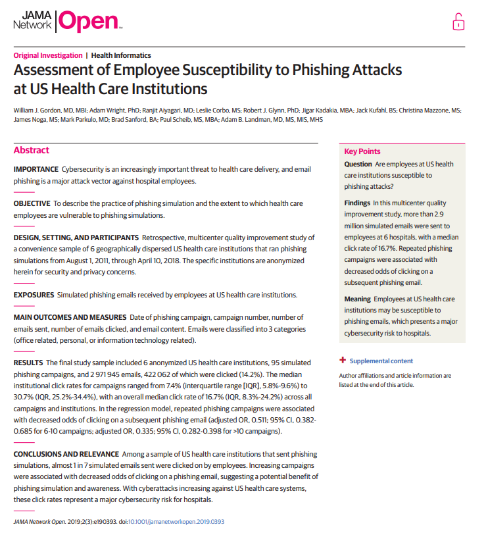 JAMA Network | Open™
Original Investigation | Health Informatics
Assessment of Employee Susceptibility to Phishing Attacks
at US Health Care Institutions
William J. Gordon, MD, MBI; Adam Wright, PhD; Ranjit Aiyagari, MD; Leslie Corbo, MS; Robert J. Glynn, PhD; Jigar Kadakia, MBA; Jack Kufahl, BS; Christina Mazzone, MS;
James Noga, MS; Mark Parkulo, MD; Brad Sanford, BA; Paul Scheib, MS, MBA; Adam B. Landman, MD, MS, MIS, MHS
Abstract
IMPORTANCE Cybersecurity is an increasingly important threat to health care delivery, and email
phishing is a major attack vector against hospital employees.
OBJECTIVE To describe the practice of phishing simulation and the extent to which health care
employees are vulnerable to phishing simulations.
DESIGN, SETTING, AND PARTICIPANTS Retrospective, multicenter quality improvement study of
a convenience sample of 6 geographically dispersed US health care institutions that ran phishing
simulations from August 1, 2011, through April 10, 2018. The specific institutions are anonymized
herein for security and privacy concerns.
EXPOSURES Simulated phishing emails received by employees at US health care institutions.
MAIN OUTCOMES AND MEASURES Date of phishing campaign, campaign number, number of
emails sent, number of emails clicked, and email content. Emails were classified into 3 categories
(office related, personal, or information technology related).
RESULTS The final study sample included 6 anonymized US health care institutions, 95 simulated
phishing campaigns, and 2 971 945 emails, 422 062 of which were clicked (14.2%). The median
institutional click rates for campaigns ranged from 7.4% (interquartile range [IQR], 5.8%-9.6%) to
30.7% (IQR, 25.2%-34.4%), with an overall median click rate of 16.7% (IQR, 8.3%-24.2%) across all
campaigns and institutions. In the regression model, repeated phishing campaigns were associated
with decreased odds of clicking on a subsequent phishing email (adjusted OR, 0.511; 95% CI, 0.382-
0.685 for 6-10 campaigns; adjusted OR, 0.335; 95% CI, 0.282-0.398 for >10 campaigns).
CONCLUSIONS AND RELEVANCE Among a sample of US health care institutions that sent phishing
simulations, almost 1 in 7 simulated emails sent were clicked on by employees. Increasing campaigns
were associated with decreased odds of clicking on a phishing email, suggesting a potential benefit of
phishing simulation and awareness. With cyberattacks increasing against US health care systems,
these click rates represent a major cybersecurity risk for hospitals.
JAMA Network Open. 2019;2(3):e190393. doi:10.1001/jamanetworkopen.2019.0393
Key Points
Question Are employees at US health
care institutions susceptible to
phishing attacks?
Findings In this multicenter quality
improvement study, more than 2.9
million simulated emails were sent to
employees at 6 hospitals, with a median
click rate of 16.7%. Repeated phishing
campaigns were associated with
decreased odds of clicking on a
subsequent phishing email.
Meaning Employees at US health care
institutions may be susceptible to
phishing emails, which presents a major
cybersecurity risk to hospitals.
+ Supplemental content
Author affiliations and article information are
listed at the end of this article.